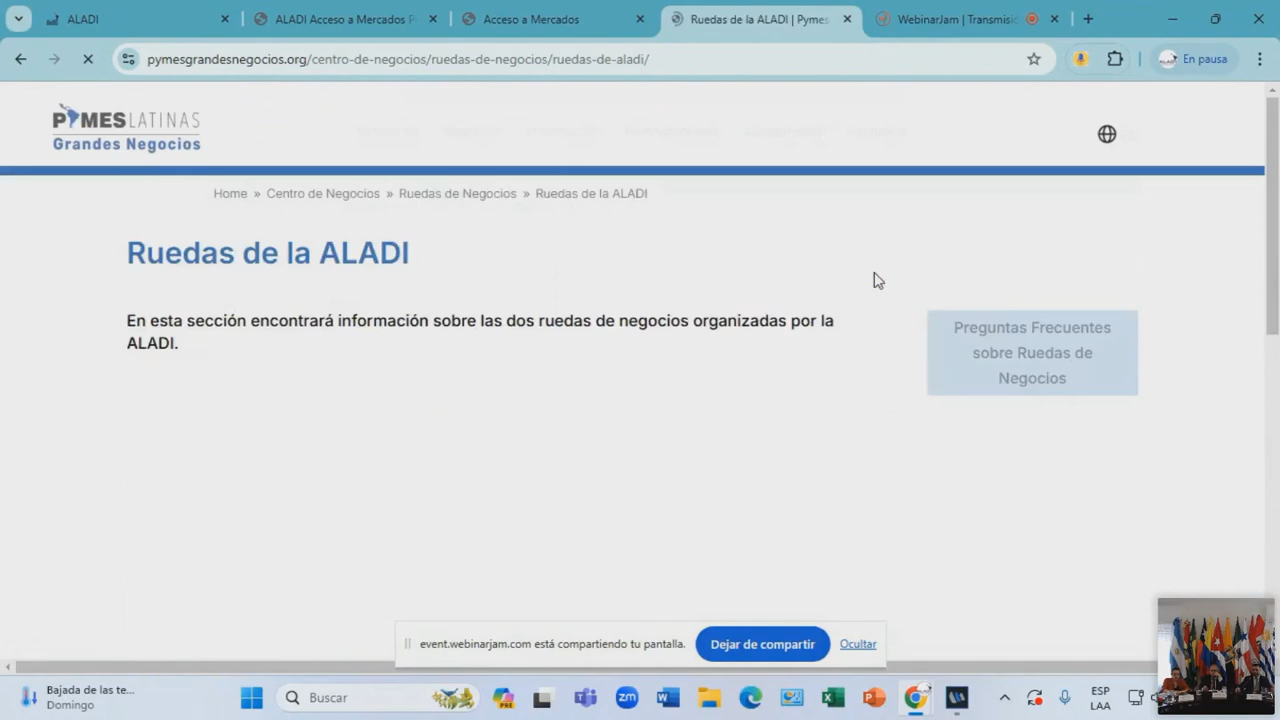 ALADI
ALADI Acceso a Mercados P
Acceso a Mercados
Ruedas de la ALADI | Pymes
WebinarJam | Transmisió
pymesgrandesnegocios.org/centro-de-negocios/ruedas-de-negocios/ruedas-de-aladi/
En pausa
PYMESLATINAS
Grandes Negocios
Home » Centro de Negocios » Ruedas de Negocios » Ruedas de la ALADI
Ruedas de la ALADI
En esta sección encontrará información sobre las dos ruedas de negocios organizadas por la
ALADI.
Preguntas Frecuentes
sobre Ruedas de
Negocios
event.webinarjam.com está compartiendo tu pantalla.
Dejar de compartir
Ocultar
Bajada de las te...
Domingo
Buscar
PRE
zm
ESP
LAA